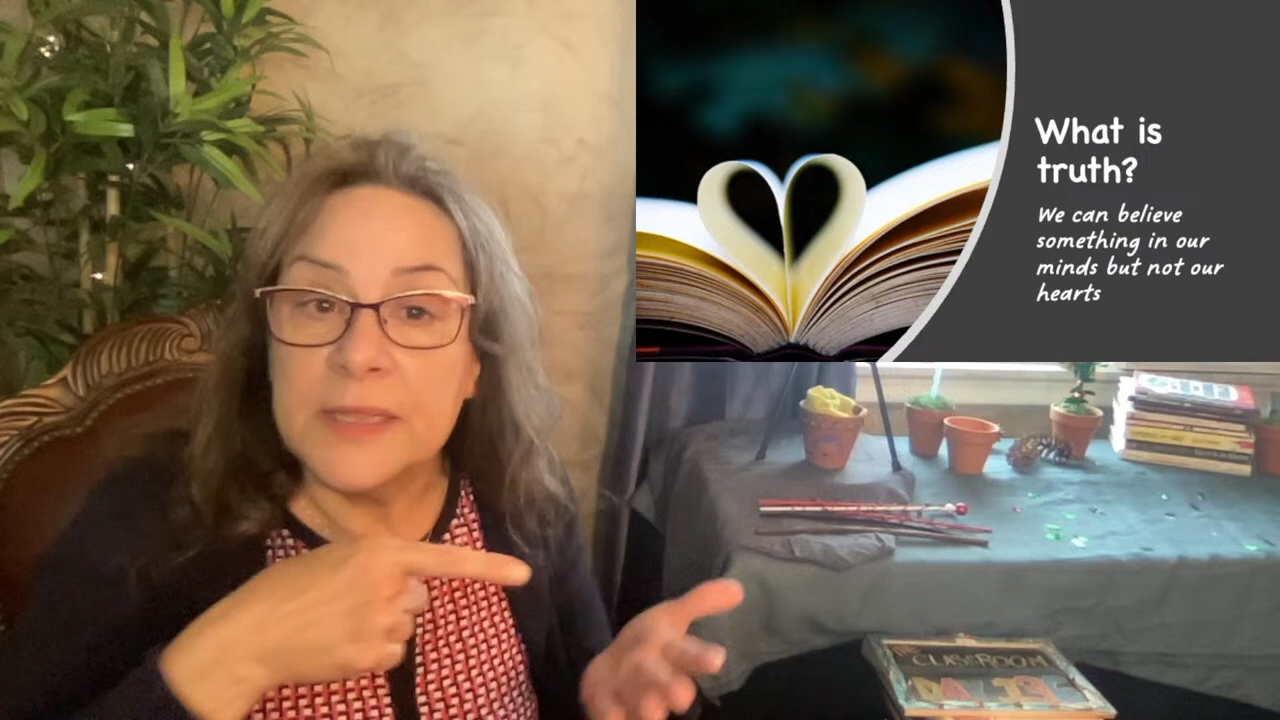 What is
truth?
We can believe
something in our
minds but not our
hearts
CLASSROOM